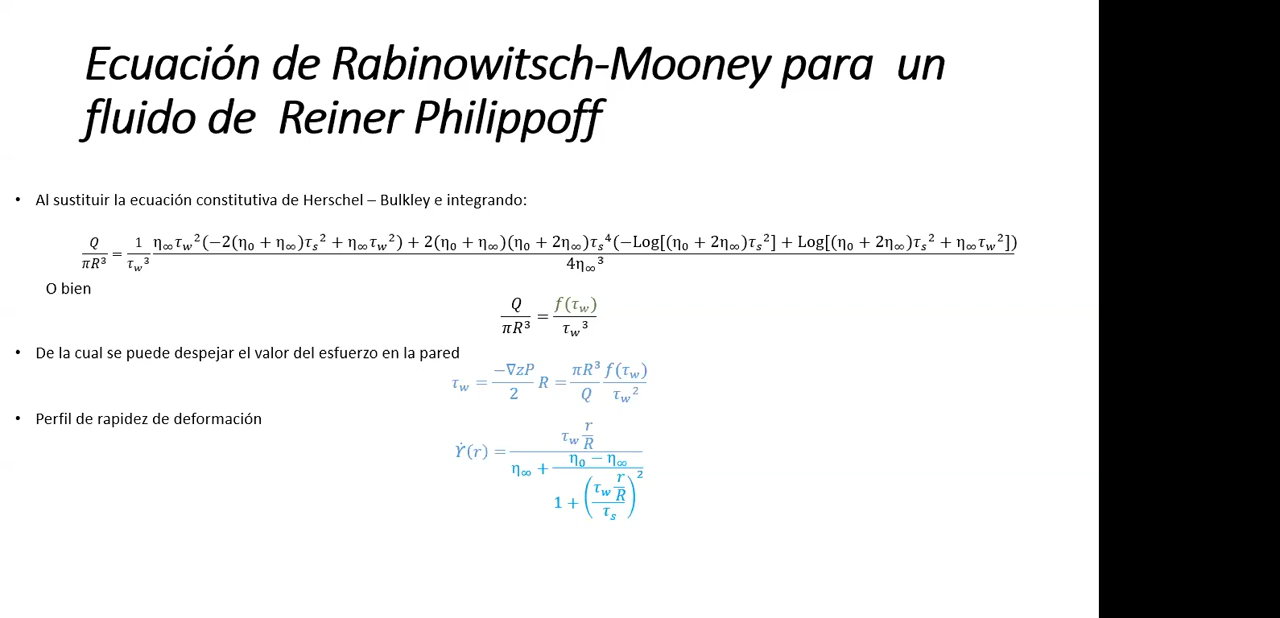 Ecuación de Rabinowitsch-Mooney para un
fluido de Reiner Philippoff
• Al sustituir la ecuación constitutiva de Herschel – Bulkley e integrando:
Q/πR³ = 1/τw³ (η∞τw²(−2(η₀ + η∞)τs² + η∞τw²) + 2(η₀ + η∞)(η₀ + 2η∞)τs⁴(−Log[(η₀ + 2η∞)τs²] + Log[(η₀ + 2η∞)τs² + η∞τw²]))/4η∞³
O bien
Q/πR³ = f(τw)/τw³
• De la cual se puede despejar el valor del esfuerzo en la pared
τw = −∇zP/2 R = πR³/Q f(τw)/τw²
• Perfil de rapidez de deformación
Ẏ(r) = τw r/R / (η∞ + (η₀ − η∞)/(1 + (τw r/R / τs)²))